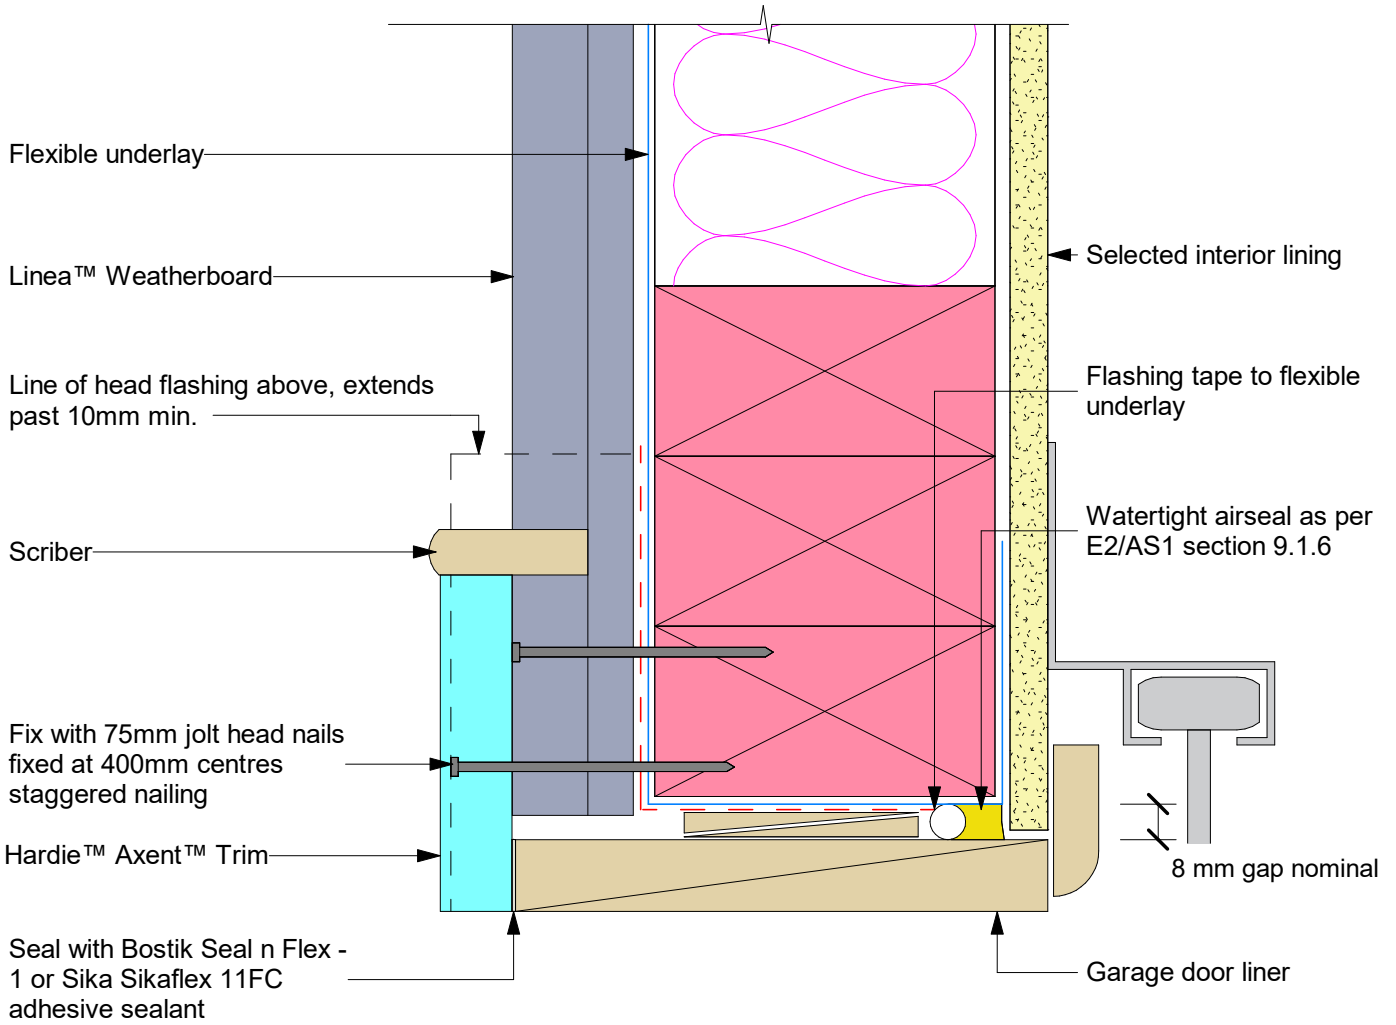 Flexible underlay
Linea™ Weatherboard
Line of head flashing above, extends
past 10mm min.
Scriber
Fix with 75mm jolt head nails
fixed at 400mm centres
staggered nailing
Hardie™ Axent™ Trim
Seal with Bostik Seal n Flex -
1 or Sika Sikaflex 11FC
adhesive sealant
Selected interior lining
Flashing tape to flexible
underlay
Watertight airseal as per
E2/AS1 section 9.1.6
8 mm gap nominal
Garage door liner